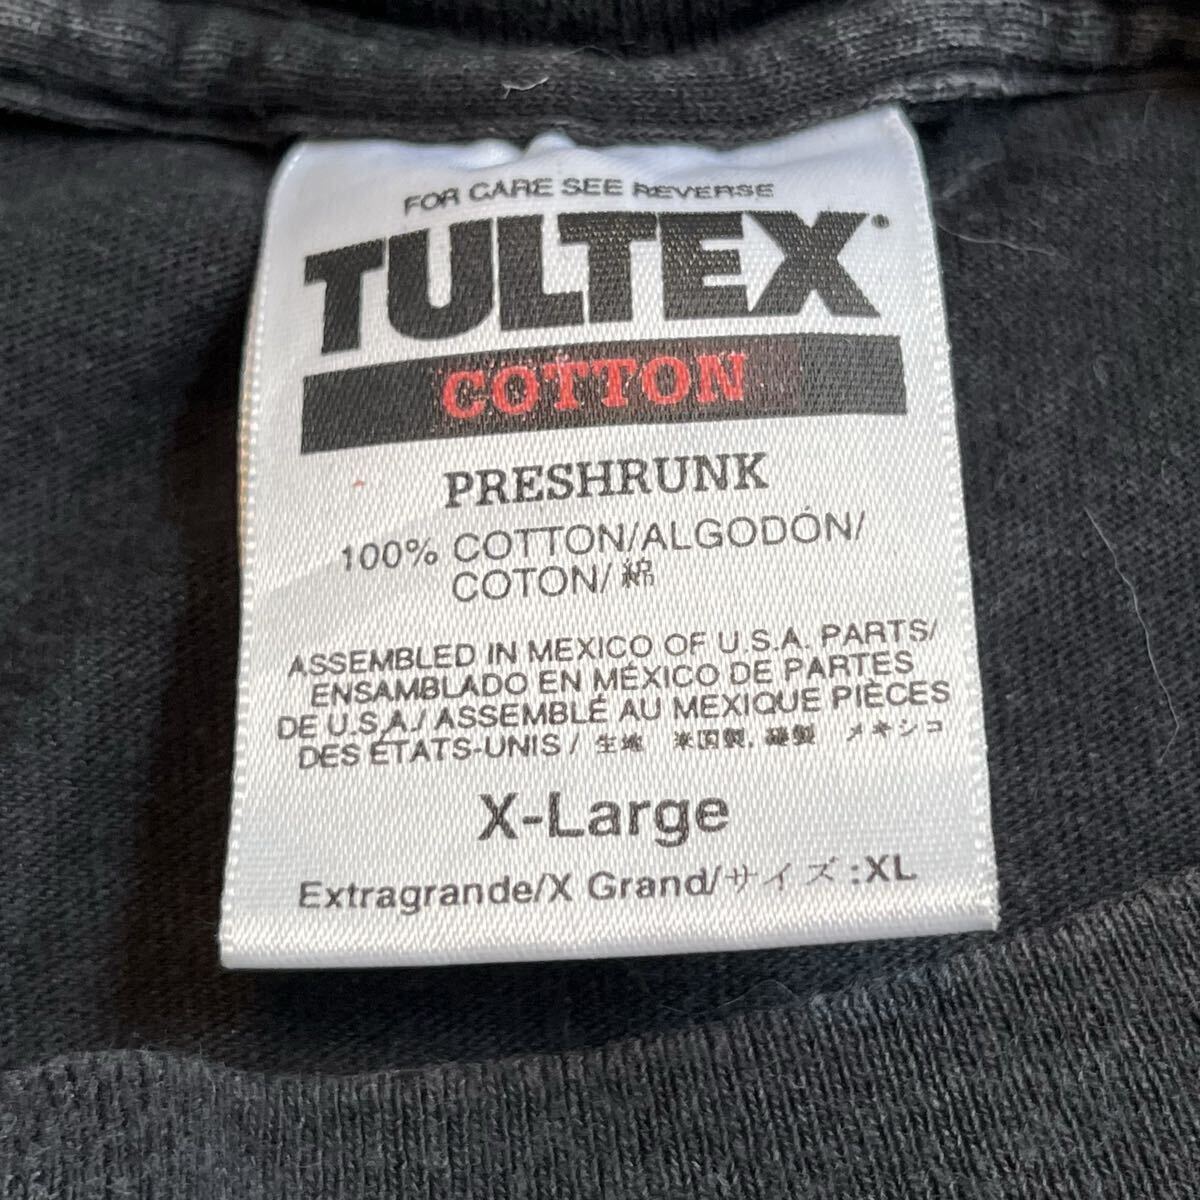 FOR CARE SEE REVERSE
TULTEX®
COTTON
PRESHRUNK
100% COTTON/ALGODÓN/
COTON/綿
ASSEMBLED IN MEXICO OF U.S.A. PARTS/
ENSAMBLADO EN MÉXICO DE PARTES
DE U.S.A./ASSEMBLÉ AU MEXIQUE PIÈCES
DES ÉTATS-UNIS/生地 米国製, 縫製 メキシコ
X-Large
Extragrande/X Grand/サイズ:XL